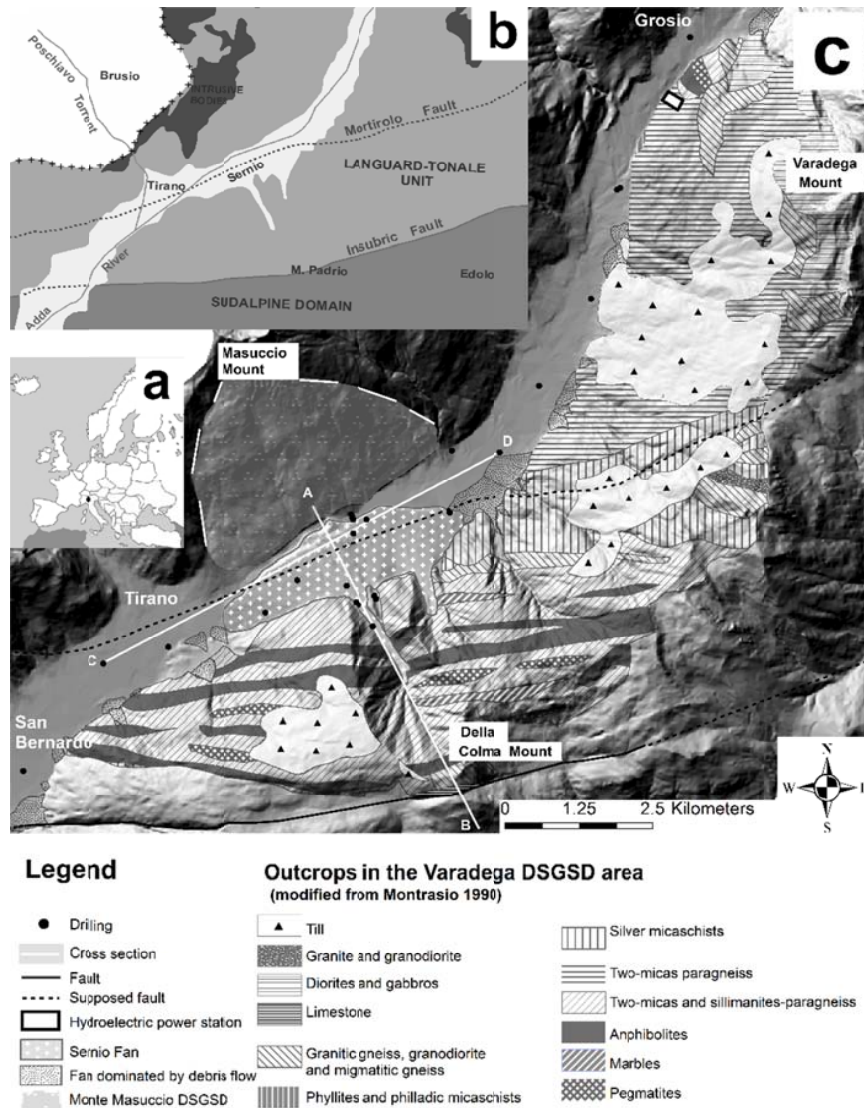 b
Poschiavo
Torrent
Brusio
INTRUSIVE
BODIES
Mortirolo Fault
Sernio
Tirano
LANGUARD-TONALE
UNIT
Insubric Fault
River
M. Padrio
Edolo
Adda
SUDALPINE DOMAIN
Grosio
c
Varadega
Mount
a
Masuccio
Mount
D
A
Tirano
C
San
Bernardo
Della
Colma Mount
B
N
W
S
0 1.25 2.5 Kilometers
Legend
Driling
Cross section
Fault
Supposed fault
Hydroelectric power station
Sernio Fan
Fan dominated by debris flow
Monte Masuccio DSGSD
Outcrops in the Varadega DSGSD area
(modified from Montrasio 1990)
Till
Granite and granodiorite
Diorites and gabbros
Limestone
Granitic gneiss, granodiorite
and migmatitic gneiss
Phyllites and philladic micaschists
Silver micaschists
Two-micas paragneiss
Two-micas and sillimanites-paragneiss
Anphibolites
Marbles
Pegmatites